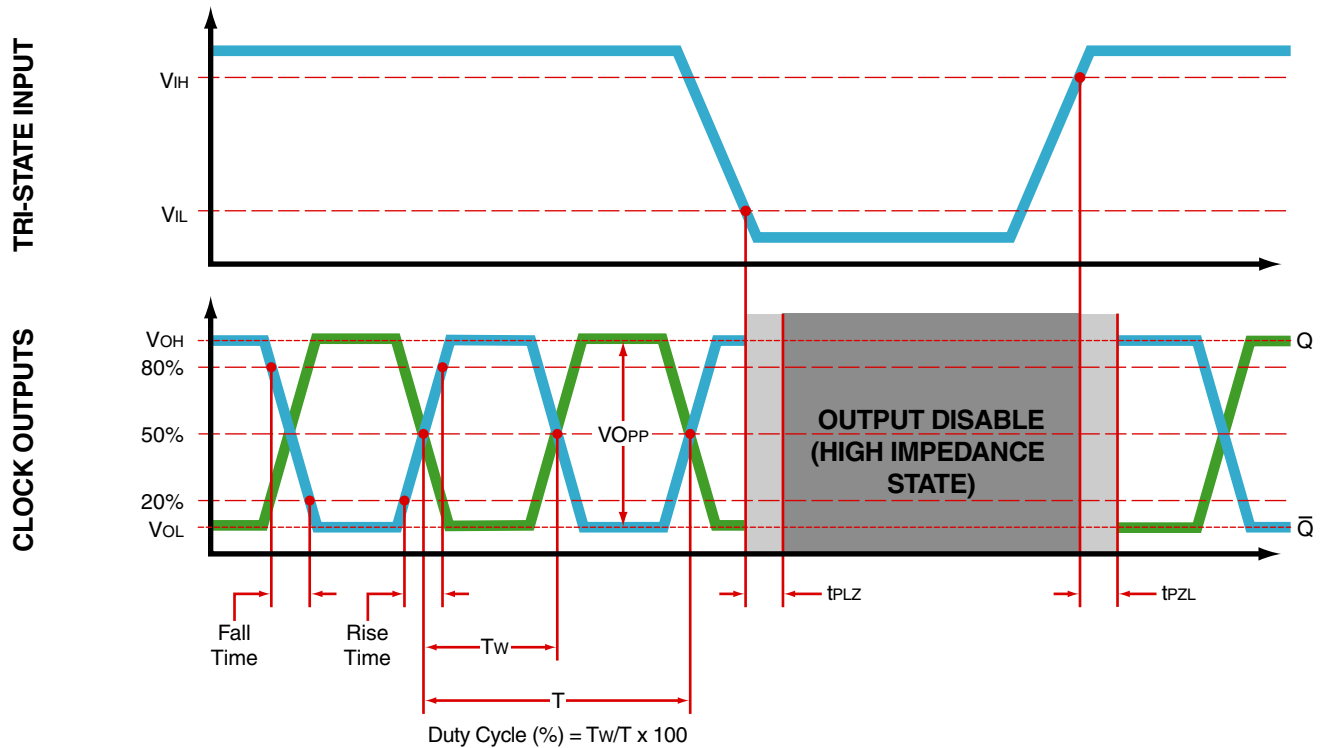 TRI-STATE INPUT
VIH
VIL
CLOCK OUTPUTS
VOH
80%
50%
20%
VOL
VOPP
OUTPUT DISABLE
(HIGH IMPEDANCE
STATE)
Q
Q̅
Fall
Time
Rise
Time
tPLZ
tPZL
TW
T
Duty Cycle (%) = TW/T x 100